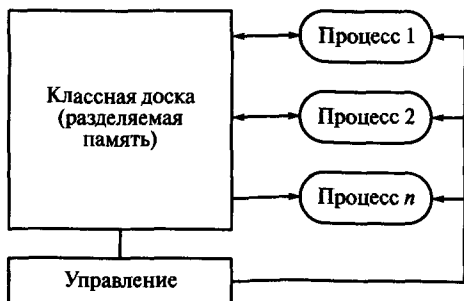 Классная доска
(разделяемая
память)
Процесс 1
Процесс 2
Процесс n
Управление